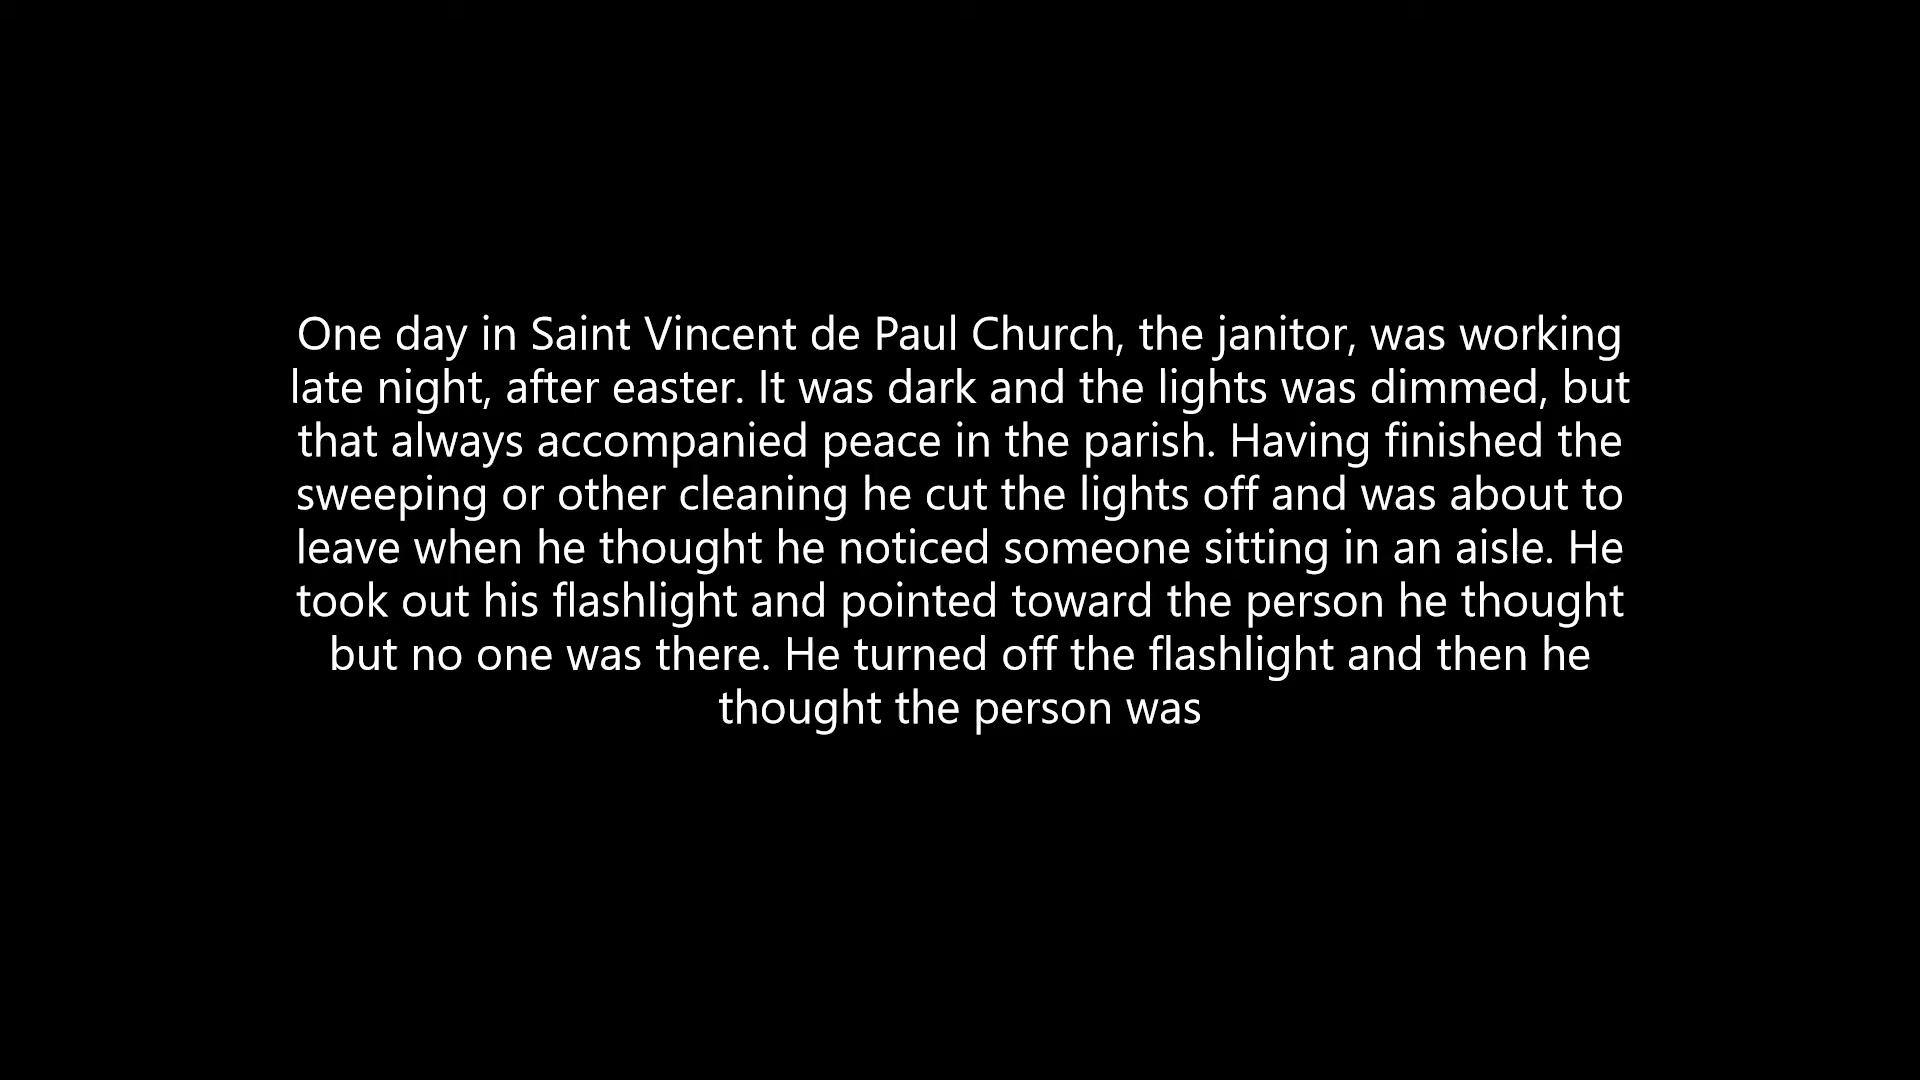 One day in Saint Vincent de Paul Church, the janitor, was working
late night, after easter. It was dark and the lights was dimmed, but
that always accompanied peace in the parish. Having finished the
sweeping or other cleaning he cut the lights off and was about to
leave when he thought he noticed someone sitting in an aisle. He
took out his flashlight and pointed toward the person he thought
but no one was there. He turned off the flashlight and then he
thought the person was